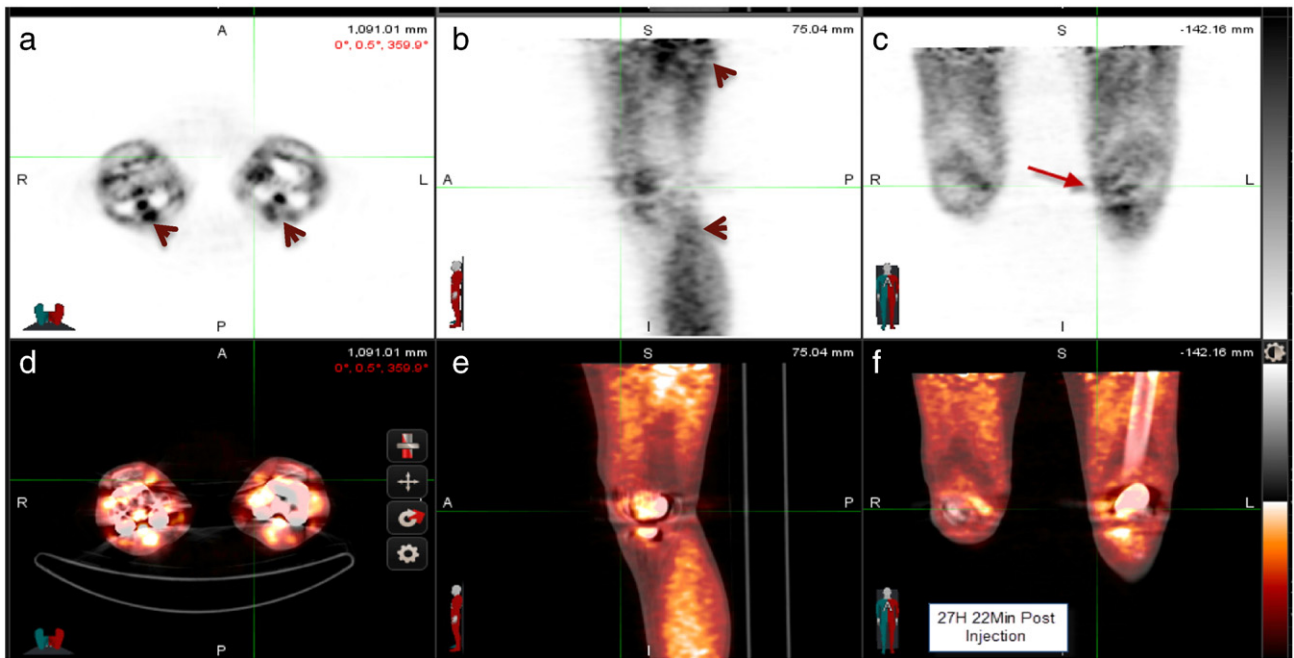 a
A
1,091.01 mm
0°, 0.5°, 359.9°
R
L
P
b
S
75.04 mm
A
P
I
c
S
-142.16 mm
R
L
A
I
d
A
1,091.01 mm
0°, 0.5°, 359.9°
R
L
P
e
S
75.04 mm
A
P
I
f
S
-142.16 mm
R
L
A
27H 22Min Post
Injection